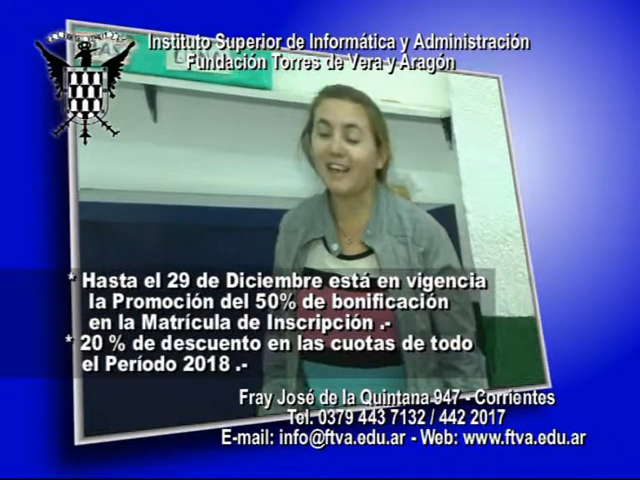 Instituto Superior de Informática y Administración
Fundación Torres de Vera y Aragón
* Hasta el 29 de Diciembre está en vigencia
la Promoción del 50% de bonificación
en la Matrícula de Inscripción .-
* 20 % de descuento en las cuotas de todo
el Período 2018 .-
Fray José de la Quintana 947 - Corrientes
Tel. 0379 443 7132 / 442 2017
E-mail: info@ftva.edu.ar - Web: www.ftva.edu.ar